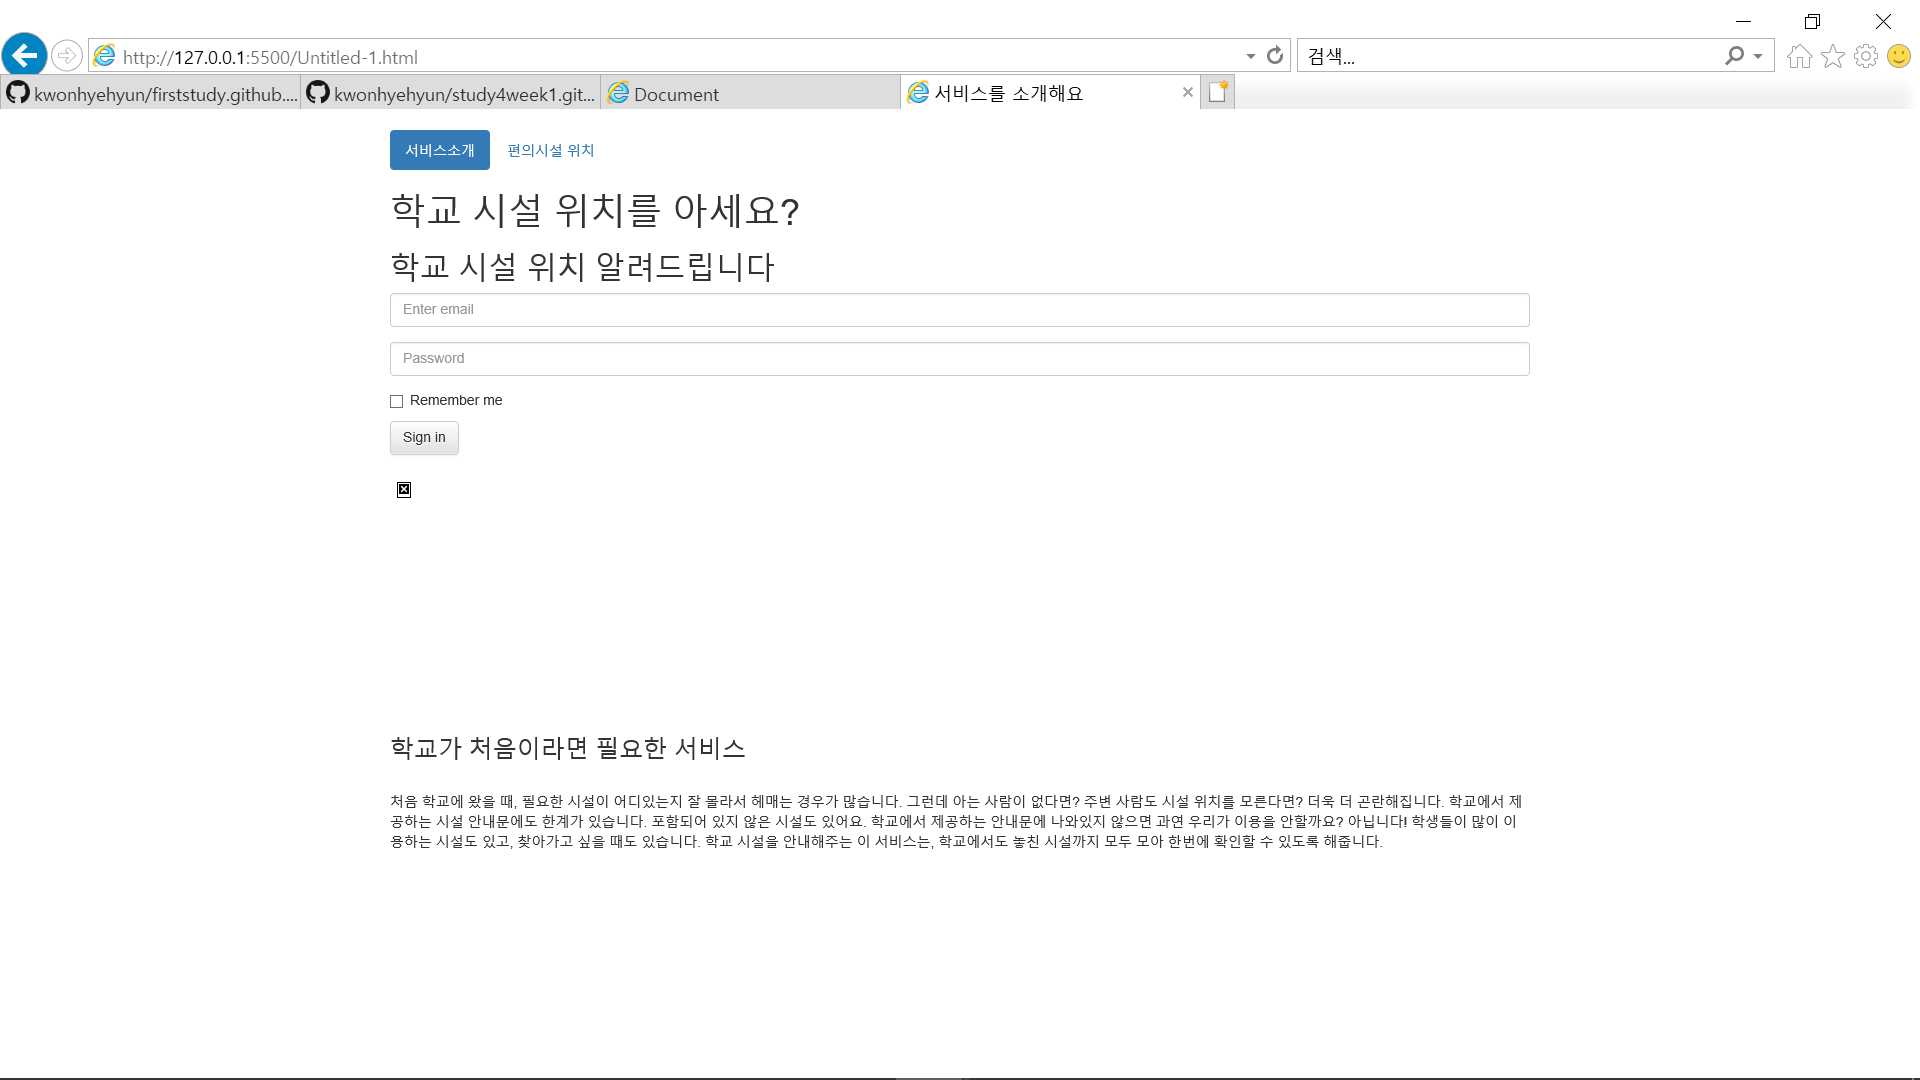 http://127.0.0.1:5500/Untitled-1.html
검색...
kwonhyehyun/firststudy.github....
kwonhyehyun/study4week1.git...
Document
서비스를 소개해요
서비스소개
편의시설 위치
학교 시설 위치를 아세요?
학교 시설 위치 알려드립니다
Enter email
Password
Remember me
Sign in
학교가 처음이라면 필요한 서비스
처음 학교에 왔을 때, 필요한 시설이 어디있는지 잘 몰라서 헤매는 경우가 많습니다. 그런데 아는 사람이 없다면? 주변 사람도 시설 위치를 모른다면? 더욱 더 곤란해집니다. 학교에서 제
공하는 시설 안내문에도 한계가 있습니다. 포함되어 있지 않은 시설도 있어요. 학교에서 제공하는 안내문에 나와있지 않으면 과연 우리가 이용을 안할까요? 아닙니다! 학생들이 많이 이
용하는 시설도 있고, 찾아가고 싶을 때도 있습니다. 학교 시설을 안내해주는 이 서비스는, 학교에서도 놓친 시설까지 모두 모아 한번에 확인할 수 있도록 해줍니다.